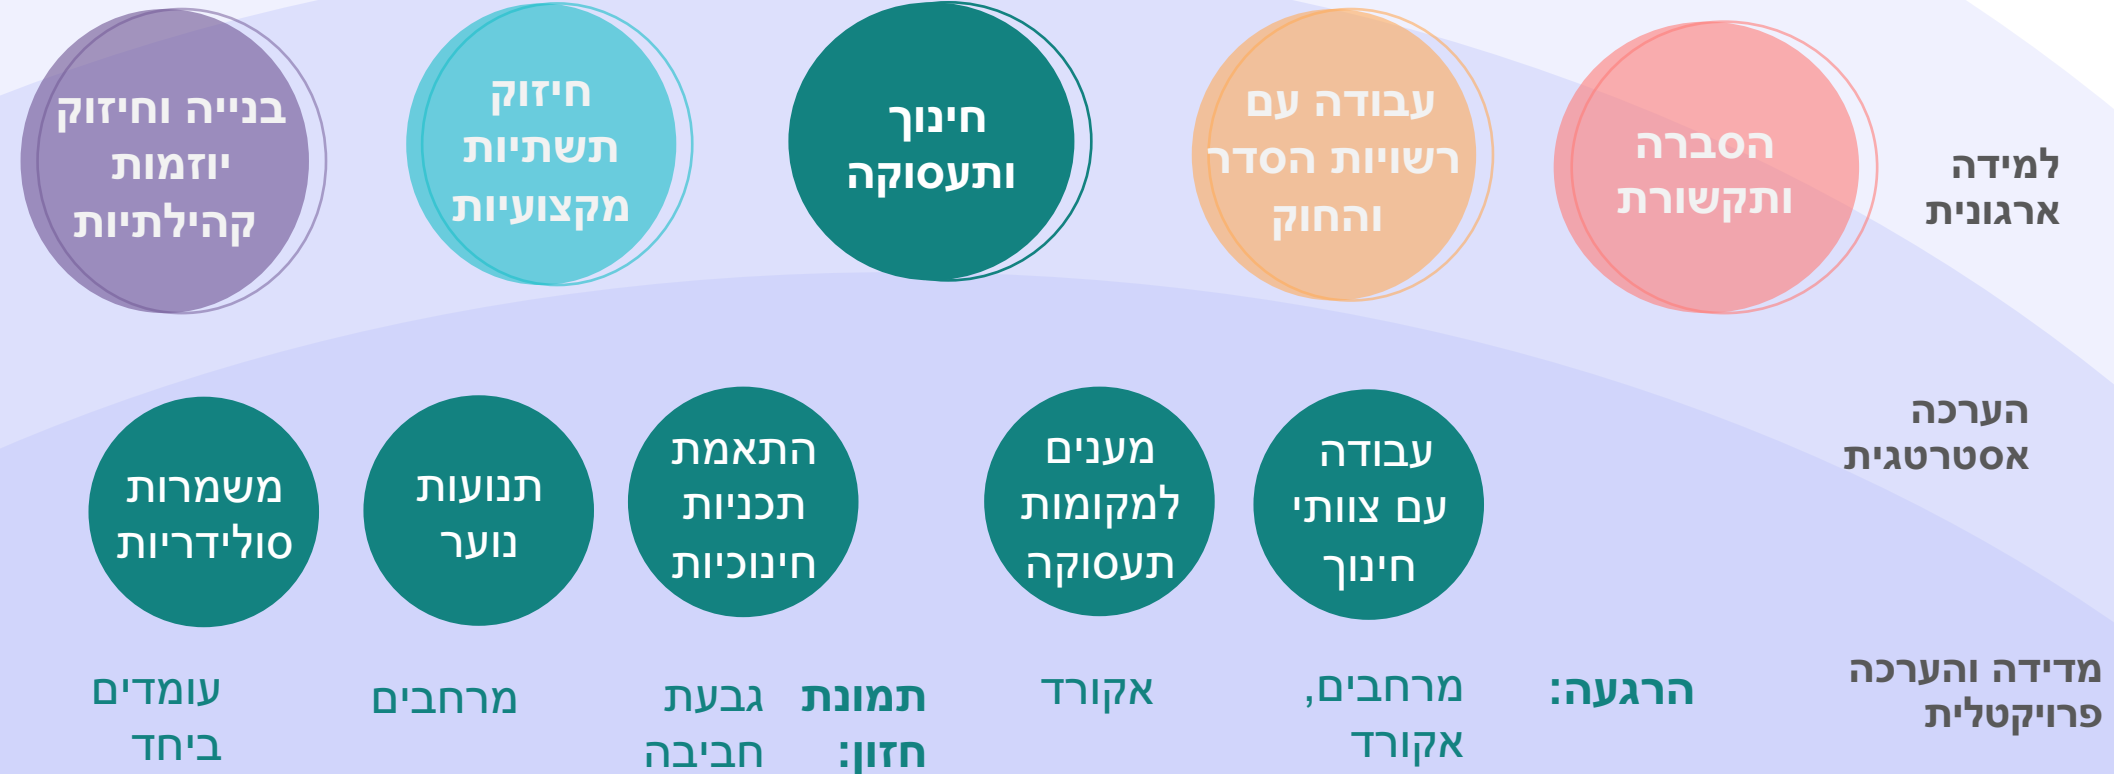 למידה
ארגונית
הסברה
ותקשורת
עבודה עם
רשויות הסדר
והחוק
חינוך
ותעסוקה
חיזוק
תשתיות
מקצועיות
בנייה וחיזוק
יוזמות
קהילתיות
הערכה
אסטרטגית
עבודה
עם צוותי
חינוך
מענים
למקומות
תעסוקה
התאמת
תכניות
חינוכיות
תנועות
נוער
משמרות
סולידריות
מדידה והערכה
פרויקטלית
הרגעה:
מרחבים,
אקורד
אקורד
תמונת
חזון:
גבעת
חביבה
מרחבים
עומדים
ביחד